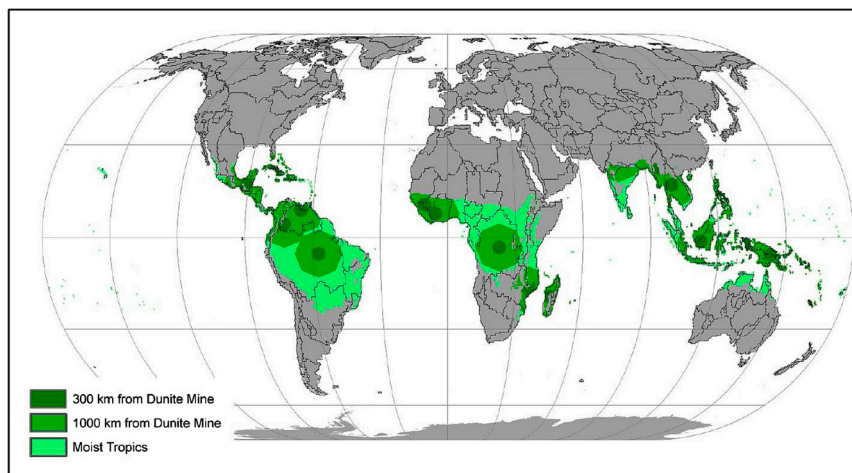 300 km from Dunite Mine
1000 km from Dunite Mine
Moist Tropics